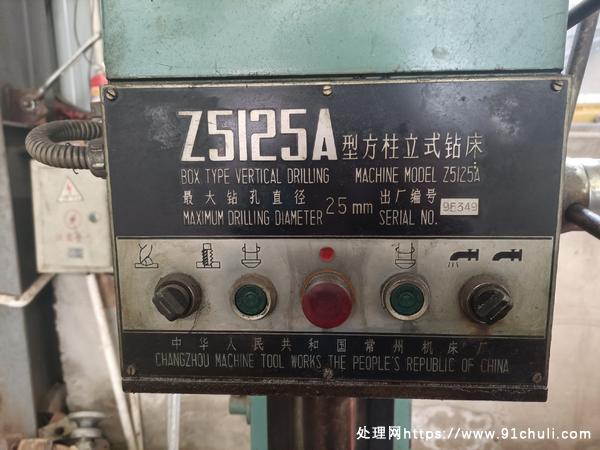 Z5125A型方柱立式钻床
BOX TYPE VERTICAL DRILLING MACHINE MODEL Z5125A
最大钻孔直径 25mm 出厂编号
MAXIMUM DRILLING DIAMETER SERIAL NO. 9E349
中华人民共和国常州机床厂
CHANGZHOU MACHINE TOOL WORKS THE PEOPLE'S REPUBLIC OF CHINA
处理网https://www.91chuli.com/